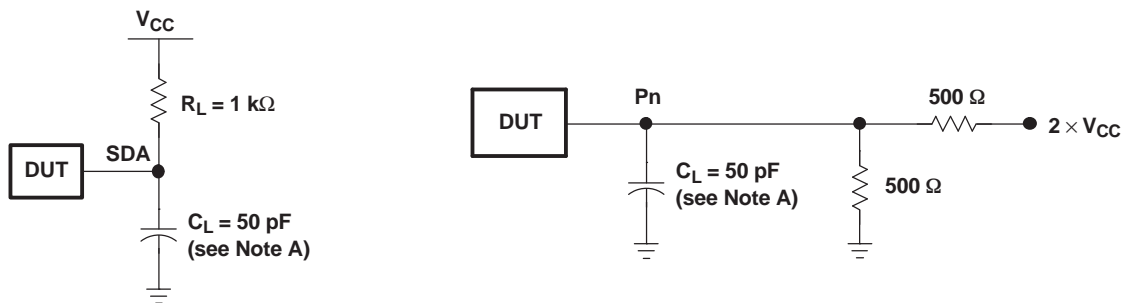 VCC
RL = 1 kΩ
DUT
SDA
CL = 50 pF
(see Note A)
DUT
Pn
500 Ω
2 × VCC
CL = 50 pF
(see Note A)
500 Ω